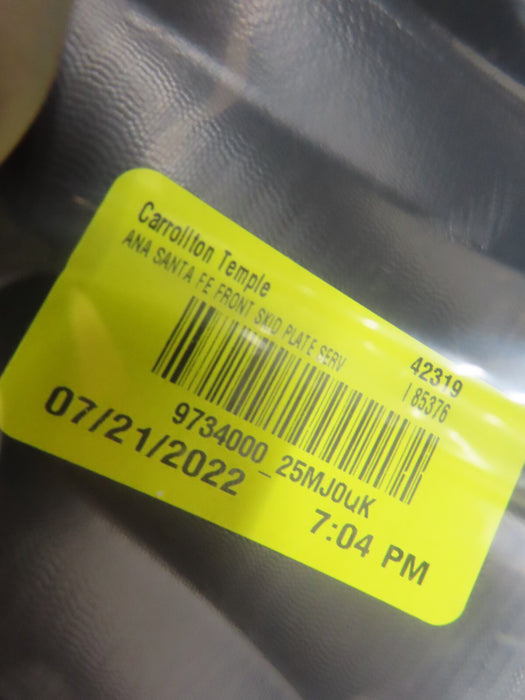 Carrollton Temple
42319
ANA SANTA FE FRONT SKID PLATE SERV
I 85376
9734000_25MJ0uK
07/21/2022
7:04 PM